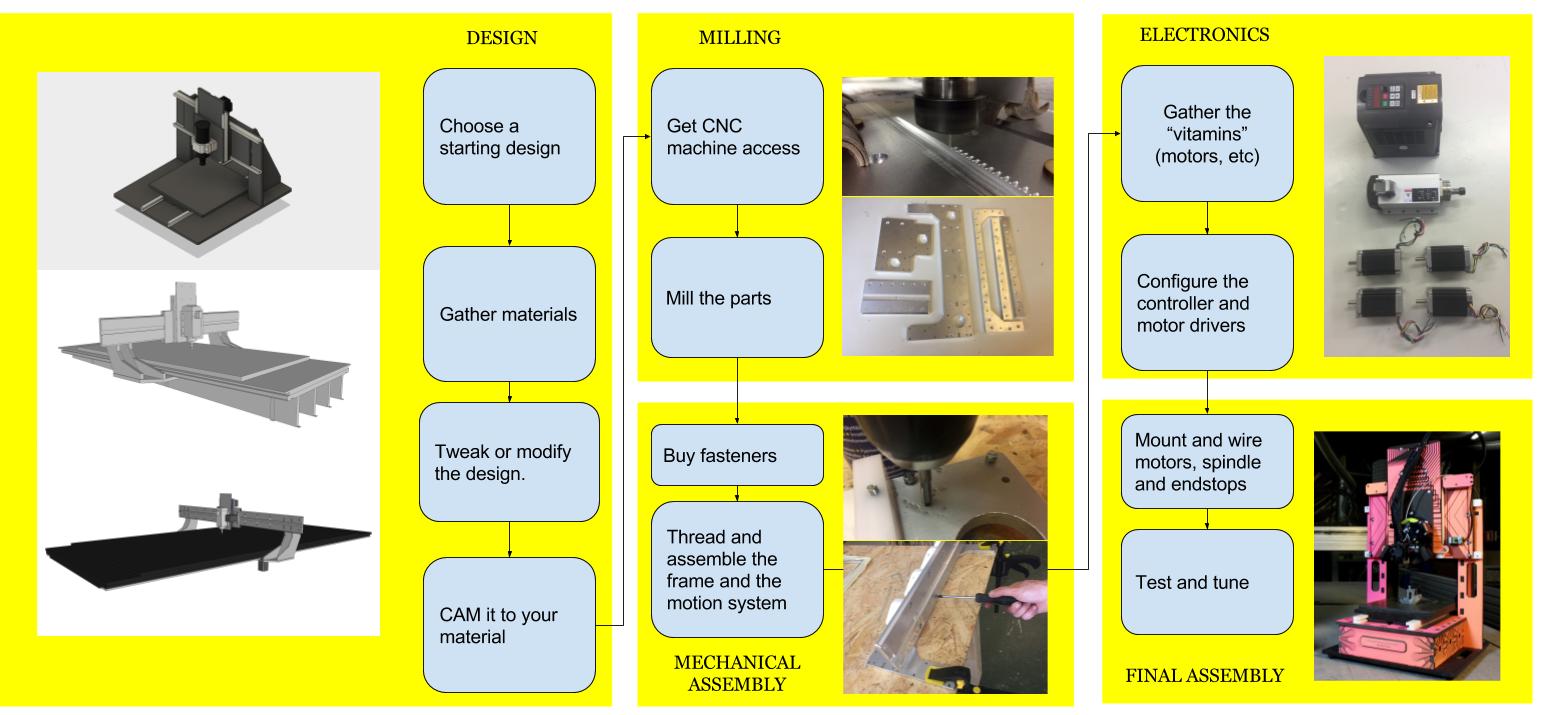 DESIGN
Choose a
starting design
Gather materials
Tweak or modify
the design.
CAM it to your
material
MILLING
Get CNC
machine access
Mill the parts
Buy fasteners
Thread and
assemble the
frame and the
motion system
MECHANICAL
ASSEMBLY
ELECTRONICS
Gather the
“vitamins”
(motors, etc)
Configure the
controller and
motor drivers
Mount and wire
motors, spindle
and endstops
Test and tune
FINAL ASSEMBLY